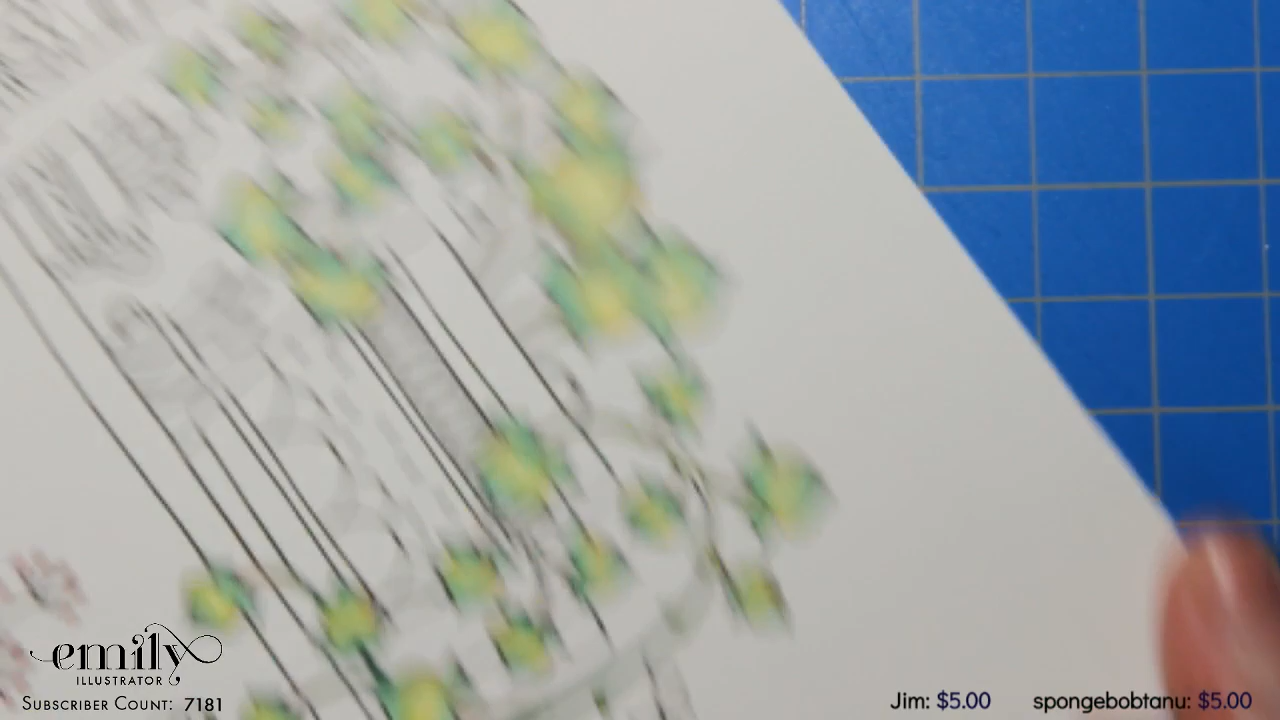 emily
ILLUSTRATOR
SUBSCRIBER COUNT: 7181
Jim: $5.00 spongebobtanu: $5.00